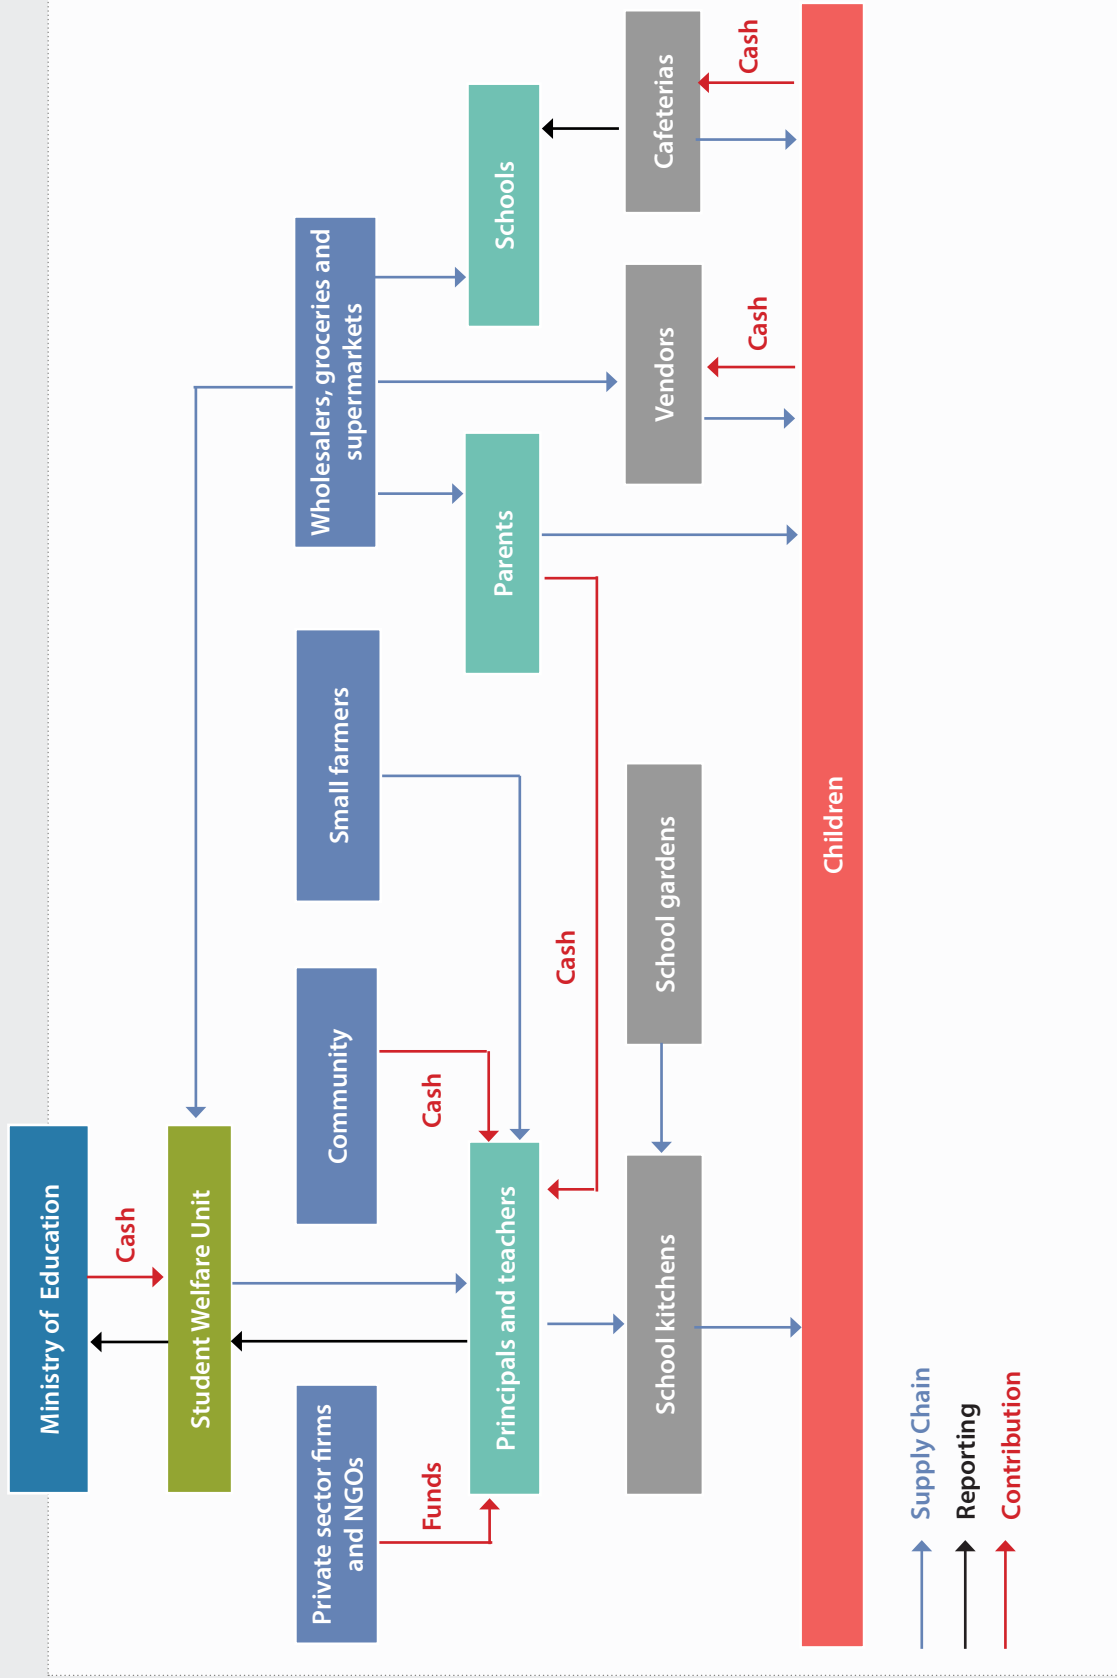 Ministry of Education
Cash
Student Welfare Unit
Private sector firms
and NGOs
Community
Small farmers
Wholesalers, groceries and
supermarkets
Funds
Cash
Principals and teachers
Parents
Schools
Cash
School kitchens
School gardens
Vendors
Cafeterias
Cash
Cash
Children
Supply Chain
Reporting
Contribution